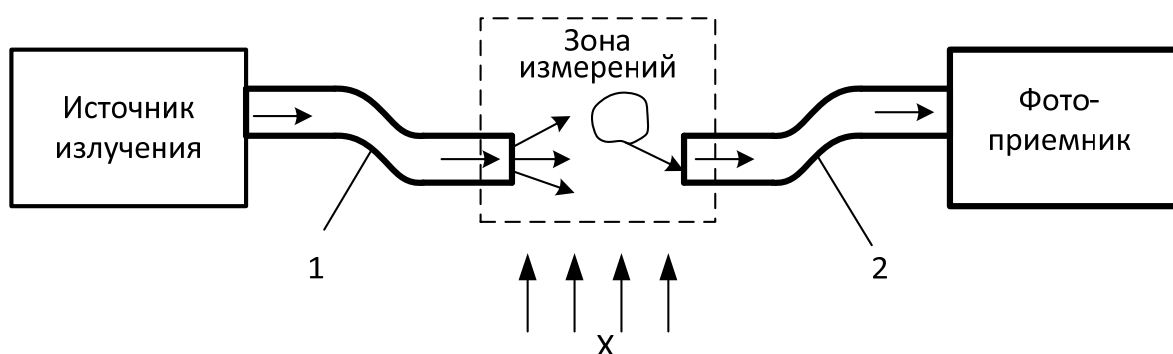 Источник
излучения
Зона
измерений
Фото-
приемник
1
2
X